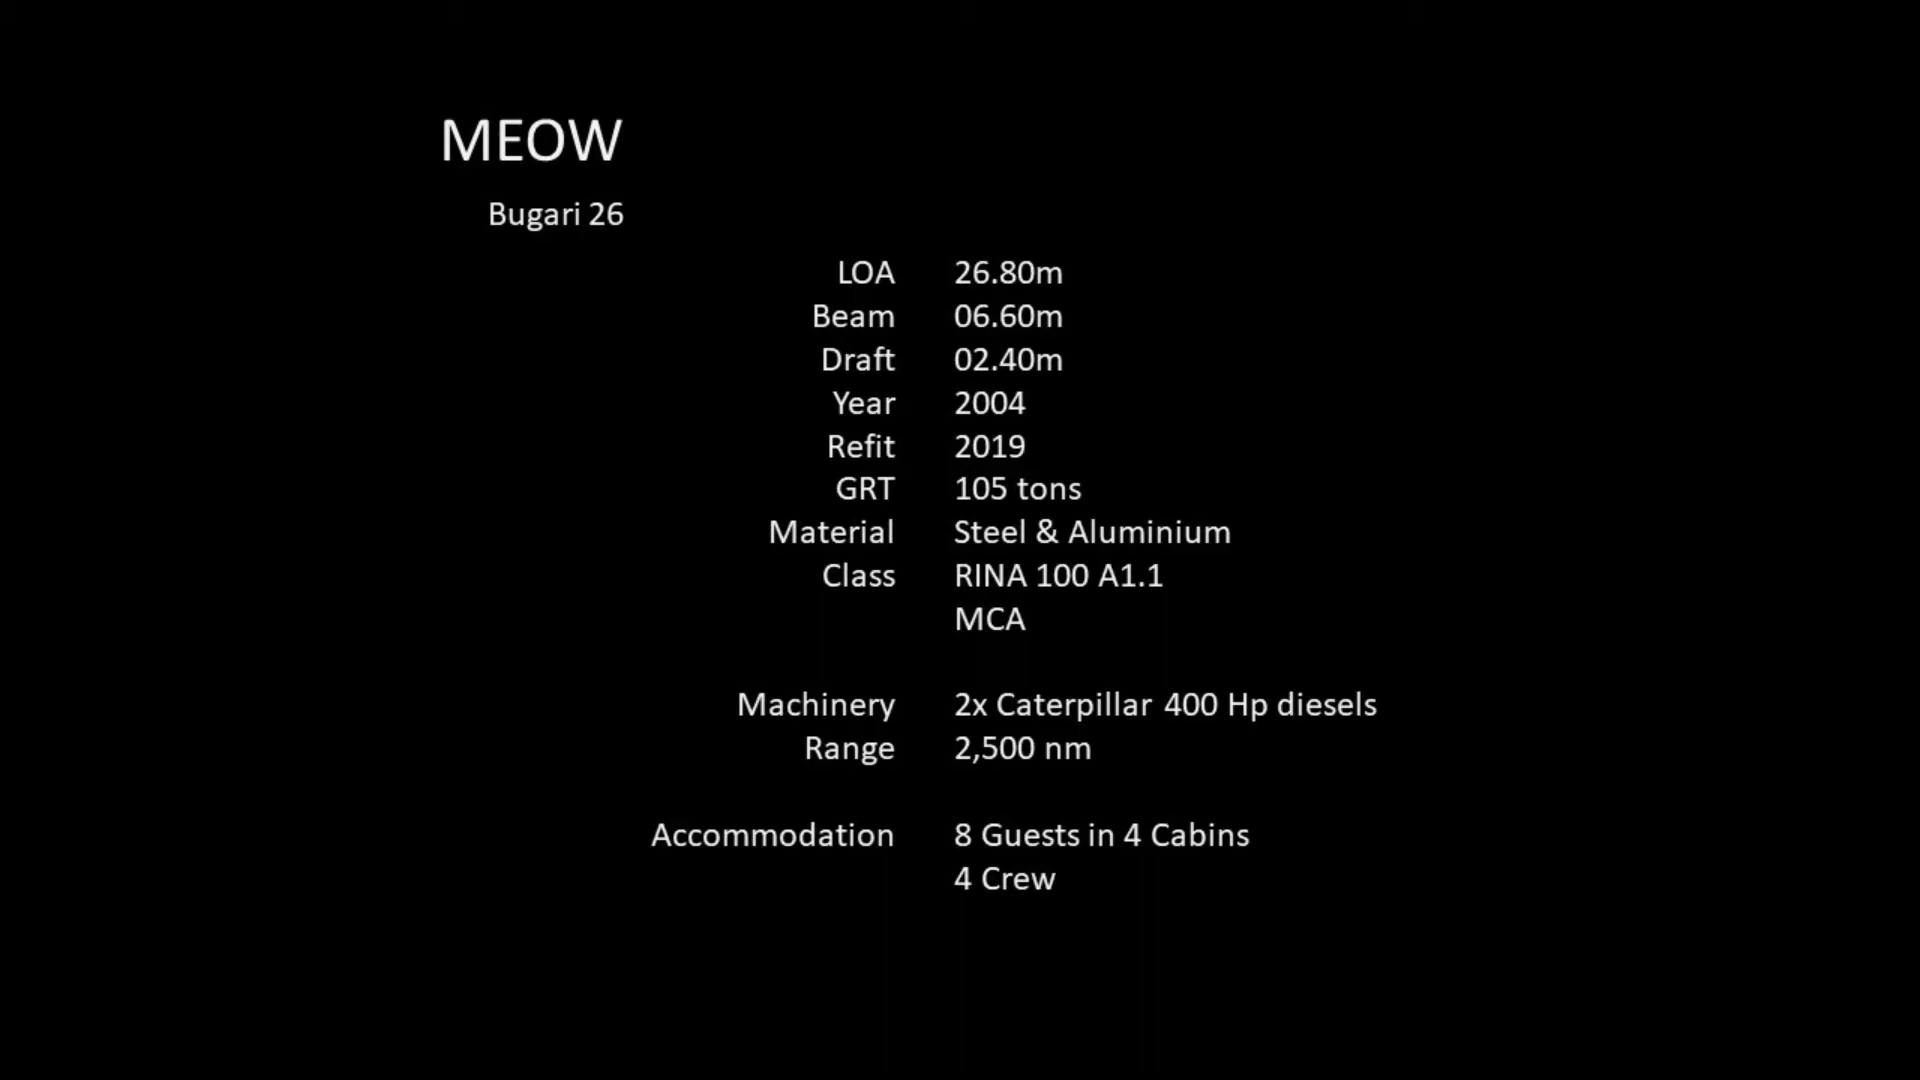 MEOW
Bugari 26
LOA 26.80m
Beam 06.60m
Draft 02.40m
Year 2004
Refit 2019
GRT 105 tons
Material Steel & Aluminium
Class RINA 100 A1.1
MCA
Machinery 2x Caterpillar 400 Hp diesels
Range 2,500 nm
Accommodation 8 Guests in 4 Cabins
4 Crew